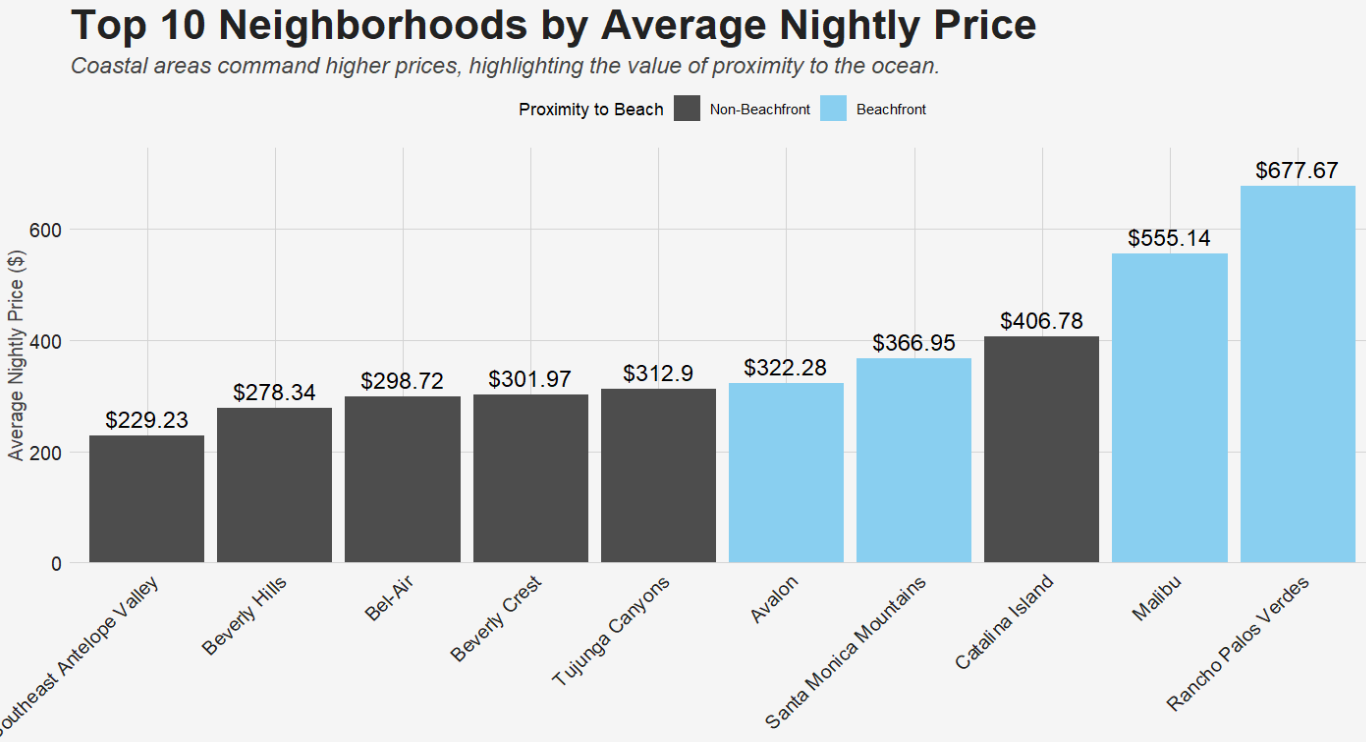 Top 10 Neighborhoods by Average Nightly Price
Coastal areas command higher prices, highlighting the value of proximity to the ocean.
Proximity to Beach Non-Beachfront Beachfront
Average Nightly Price ($)
600
400
200
0
$229.23
$278.34
$298.72
$301.97
$312.9
$322.28
$366.95
$406.78
$555.14
$677.67
outheast Antelope Valley
Beverly Hills
Bel-Air
Beverly Crest
Tujunga Canyons
Avalon
Santa Monica Mountains
Catalina Island
Malibu
Rancho Palos Verdes